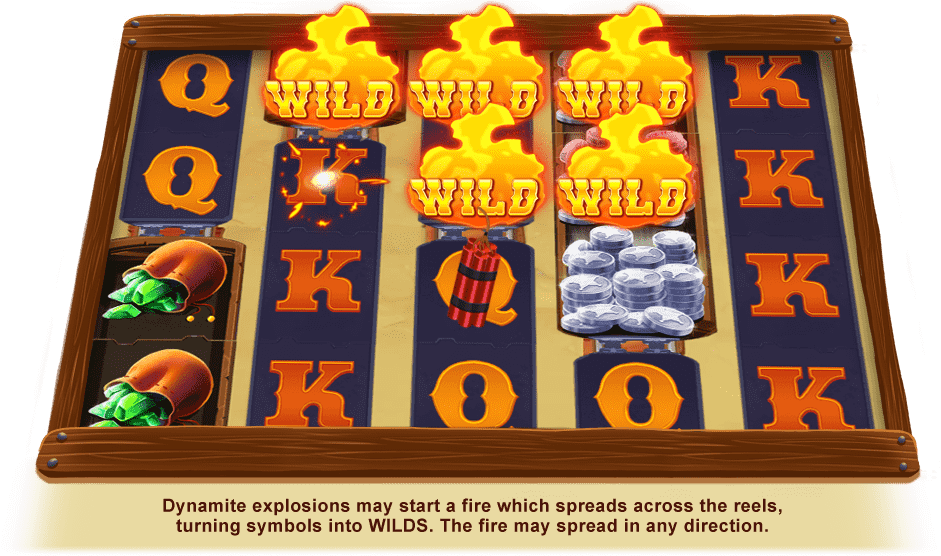 Q WILD WILD WILD K
Q K WILD WILD K
K Q K
K Q Q K
Dynamite explosions may start a fire which spreads across the reels,
turning symbols into WILDS. The fire may spread in any direction.